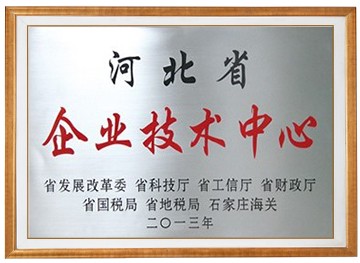 河北省
企业技术中心
省发展改革委 省科技厅 省工信厅 省财政厅
省国税局 省地税局 石家庄海关
二〇一三年